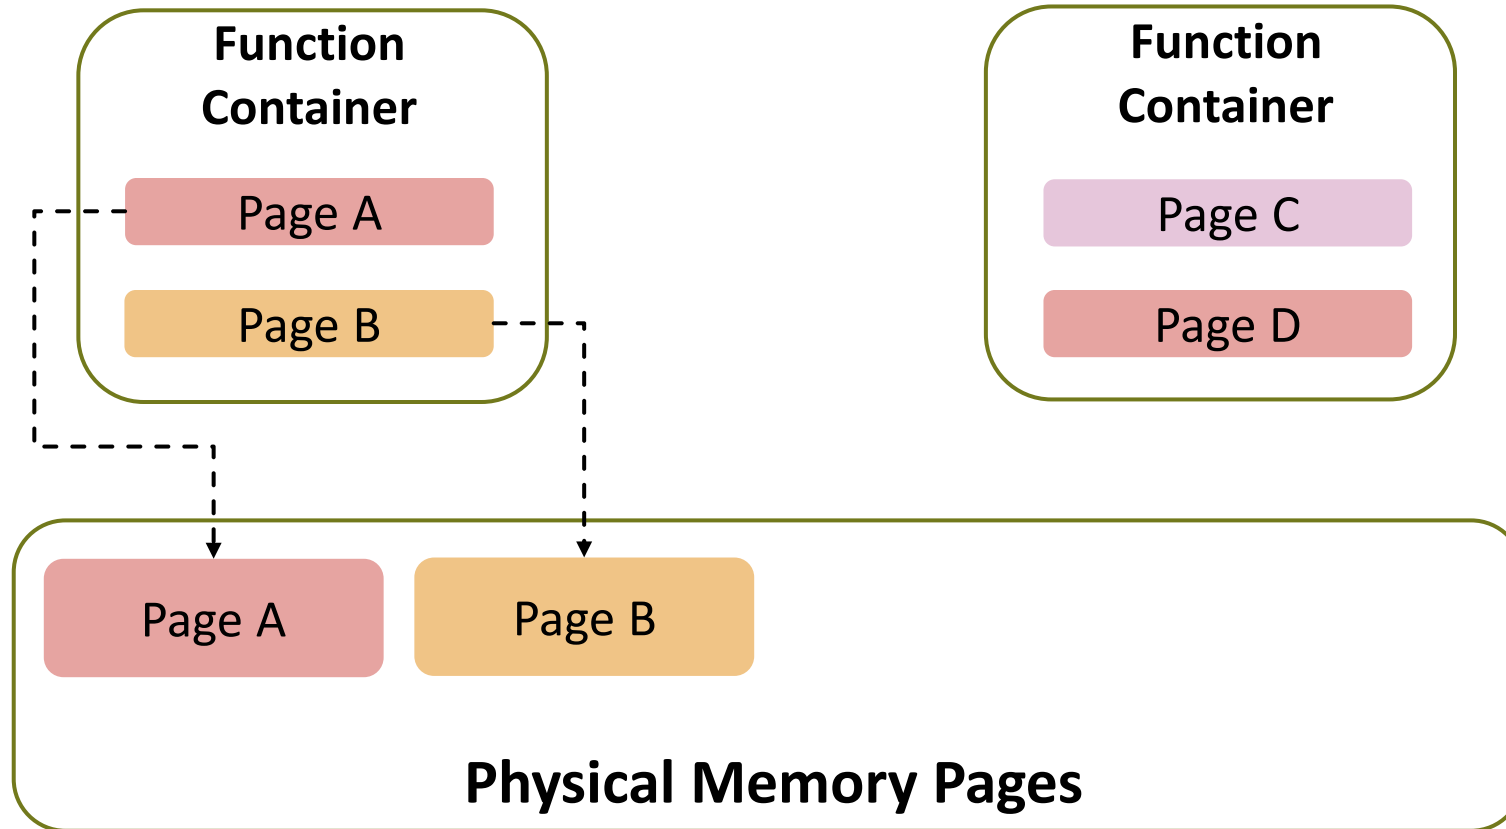 Function
Container
Page A
Page B
Function
Container
Page C
Page D
Page A
Page B
Physical Memory Pages